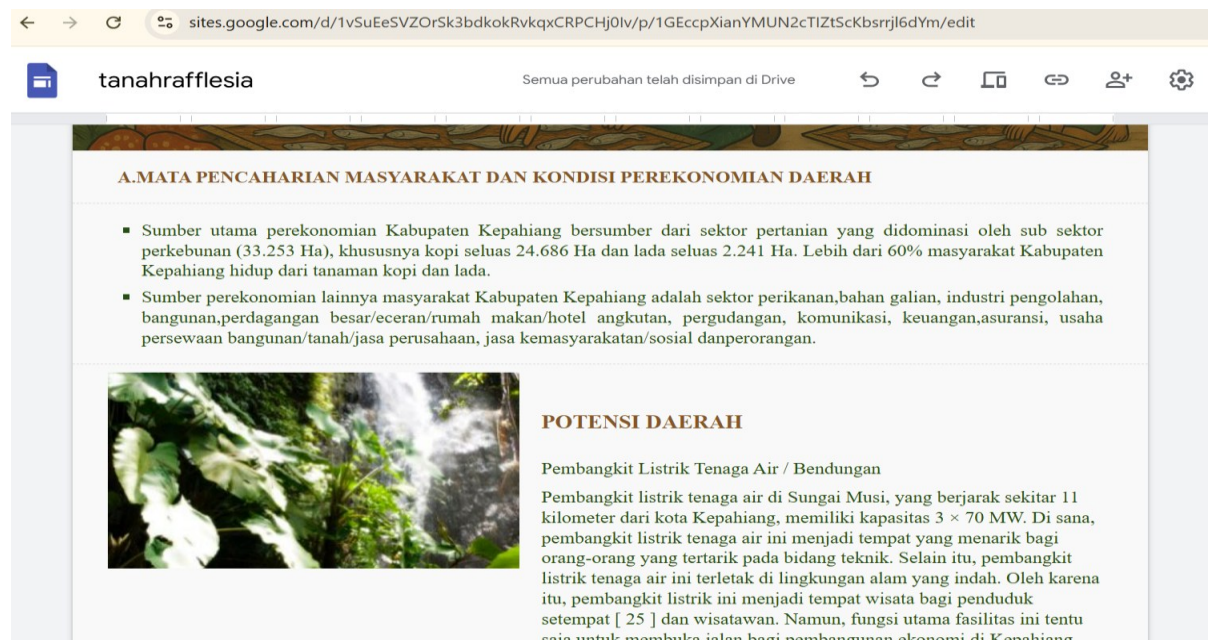 sites.google.com/d/1vSuEeSVZOrSk3bdkokRvkqxCRPCHj0Iv/p/1GEccpXianYMUN2cTIZtScKbsrrjl6dYm/edit
tanahrafflesia
Semua perubahan telah disimpan di Drive
A.MATA PENCAHARIAN MASYARAKAT DAN KONDISI PEREKONOMIAN DAERAH
Sumber utama perekonomian Kabupaten Kepahiang bersumber dari sektor pertanian yang didominasi oleh sub sektor
perkebunan (33.253 Ha), khususnya kopi seluas 24.686 Ha dan lada seluas 2.241 Ha. Lebih dari 60% masyarakat Kabupaten
Kepahiang hidup dari tanaman kopi dan lada.
Sumber perekonomian lainnya masyarakat Kabupaten Kepahiang adalah sektor perikanan,bahan galian, industri pengolahan,
bangunan,perdagangan besar/eceran/rumah makan/hotel angkutan, pergudangan, komunikasi, keuangan,asuransi, usaha
persewaan bangunan/tanah/jasa perusahaan, jasa kemasyarakatan/sosial danperorangan.
POTENSI DAERAH
Pembangkit Listrik Tenaga Air / Bendungan
Pembangkit listrik tenaga air di Sungai Musi, yang berjarak sekitar 11
kilometer dari kota Kepahiang, memiliki kapasitas 3 × 70 MW. Di sana,
pembangkit listrik tenaga air ini menjadi tempat yang menarik bagi
orang-orang yang tertarik pada bidang teknik. Selain itu, pembangkit
listrik tenaga air ini terletak di lingkungan alam yang indah. Oleh karena
itu, pembangkit listrik ini menjadi tempat wisata bagi penduduk
setempat [ 25 ] dan wisatawan. Namun, fungsi utama fasilitas ini tentu
saja untuk membuka jalan bagi pembangunan ekonomi di Kepahiang